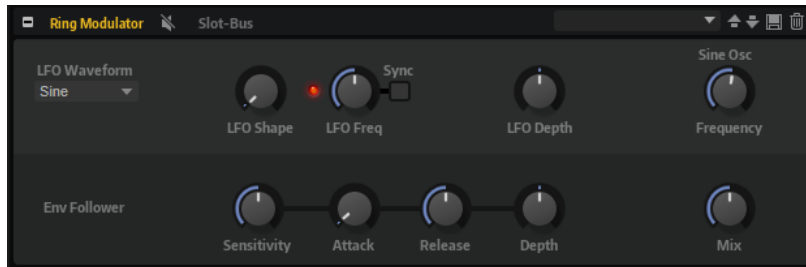 Ring Modulator Slot-Bus
Sine Osc
LFO Waveform Sync
Sine
LFO Shape LFO Freq LFO Depth Frequency
Env Follower
Sensitivity Attack Release Depth Mix